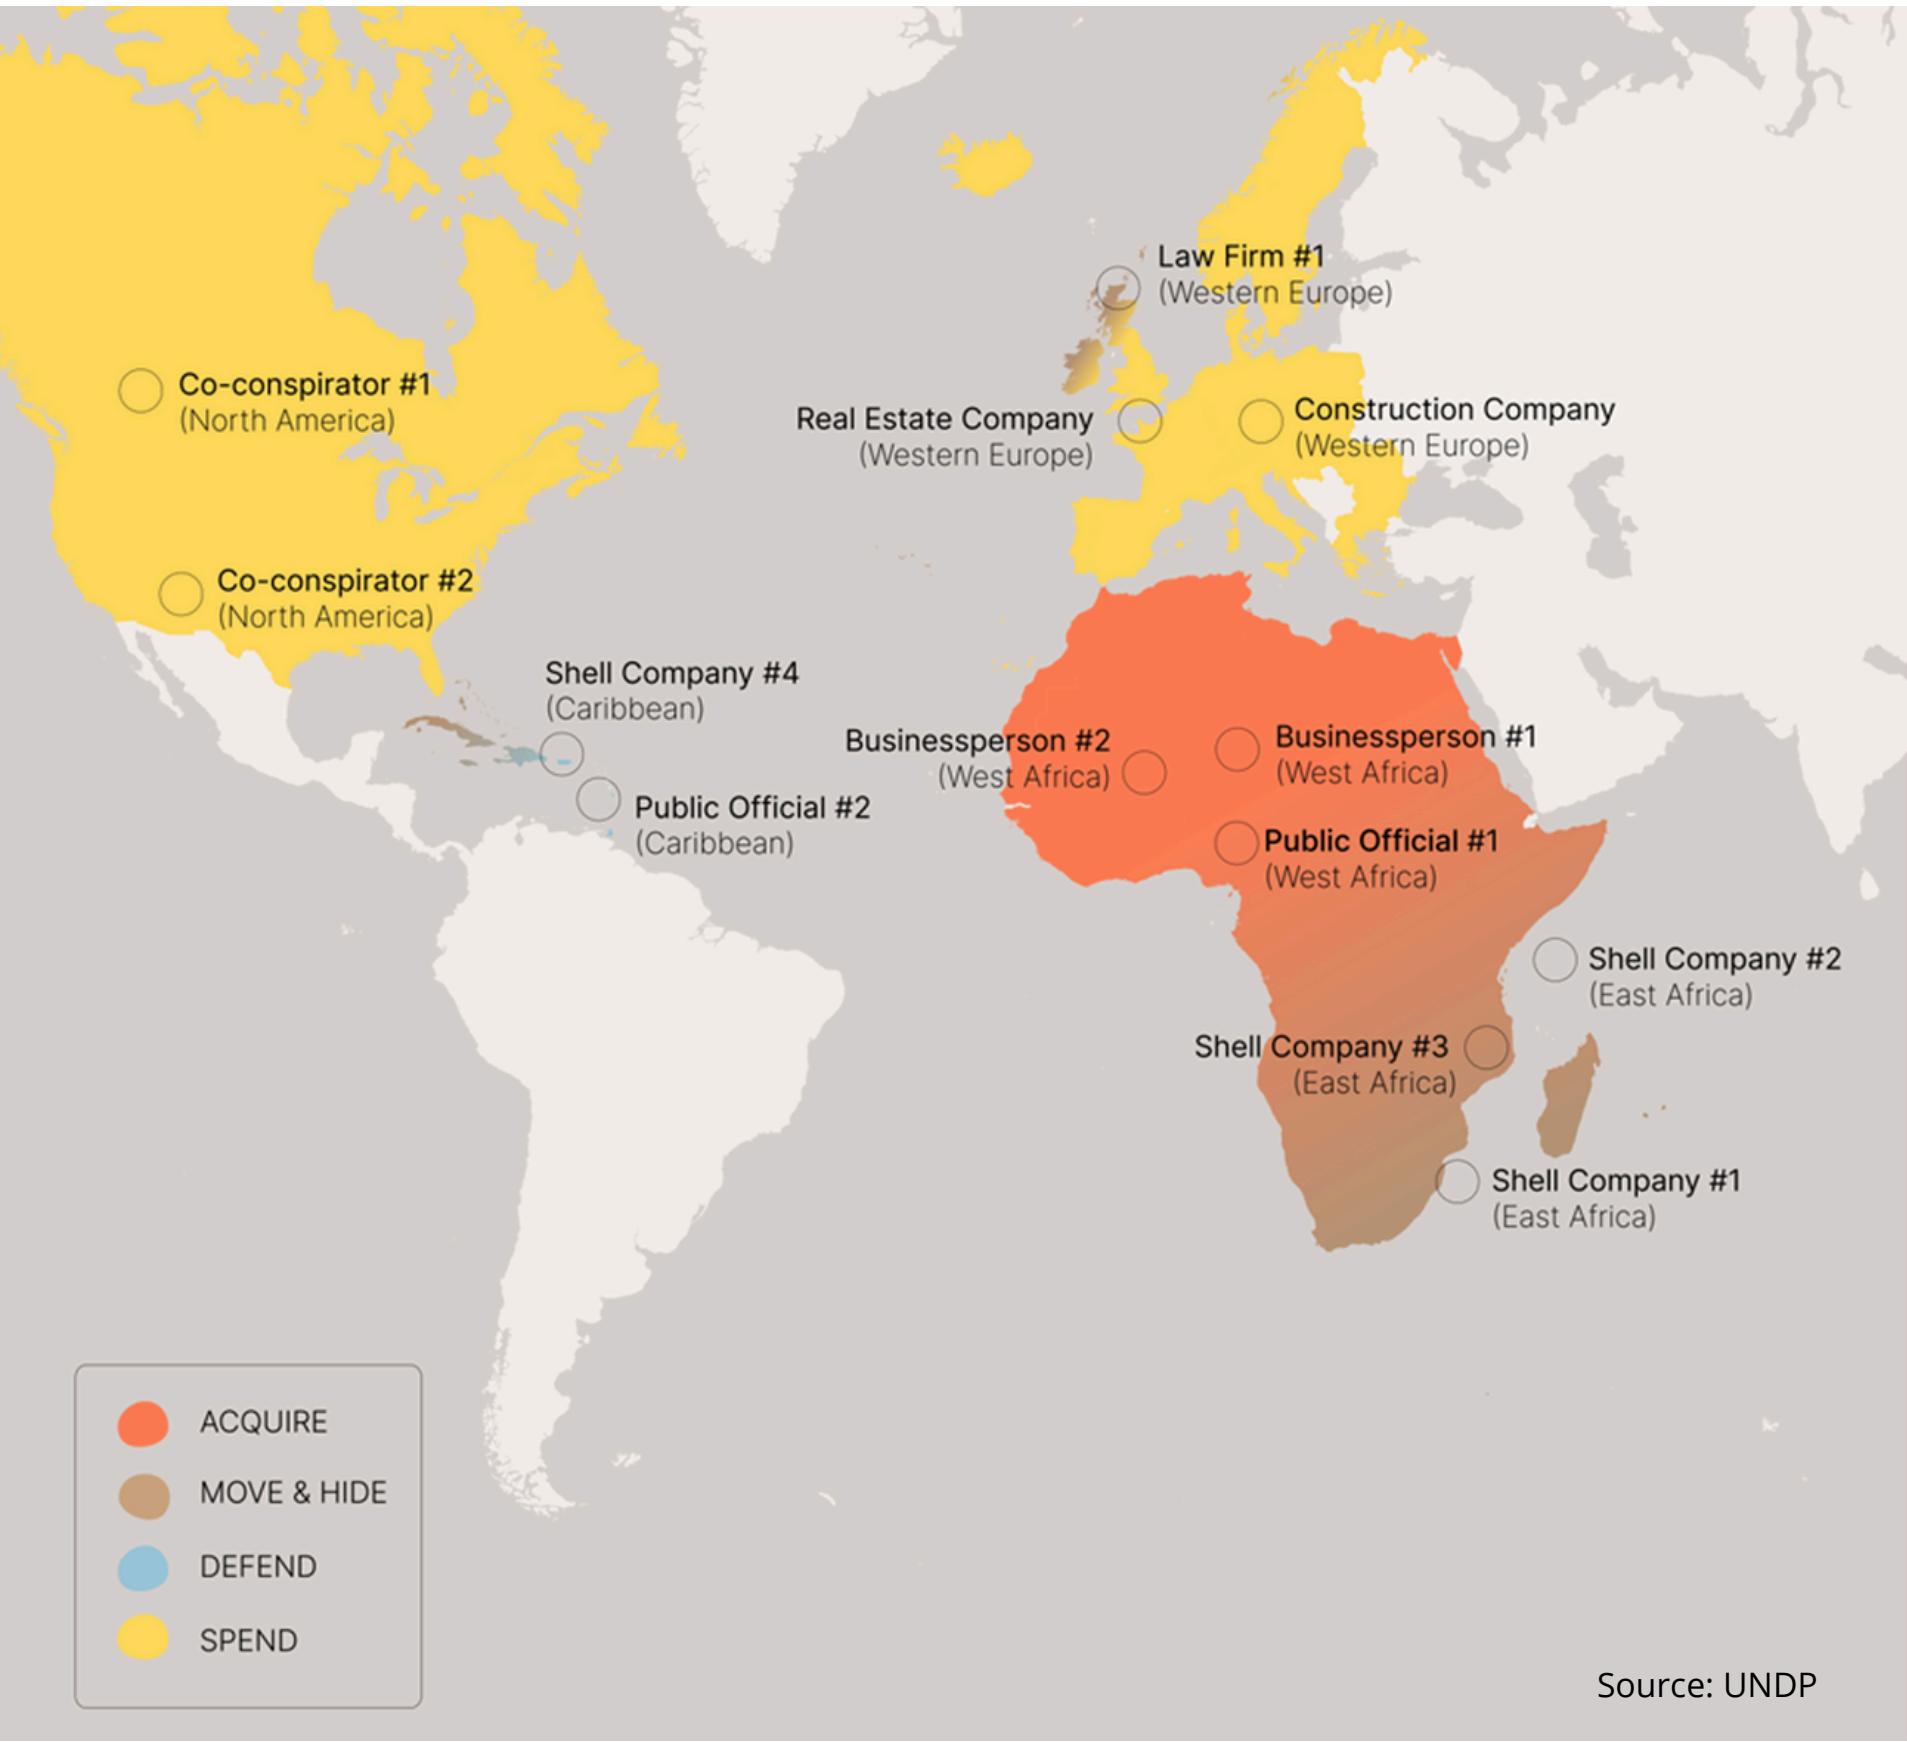 Law Firm #1
(Western Europe)
Co-conspirator #1
(North America)
Real Estate Company
(Western Europe)
Construction Company
(Western Europe)
Co-conspirator #2
(North America)
Shell Company #4
(Caribbean)
Businessperson #2
(West Africa)
Businessperson #1
(West Africa)
Public Official #2
(Caribbean)
Public Official #1
(West Africa)
Shell Company #2
(East Africa)
Shell Company #3
(East Africa)
Shell Company #1
(East Africa)
ACQUIRE
MOVE & HIDE
DEFEND
SPEND
Source: UNDP